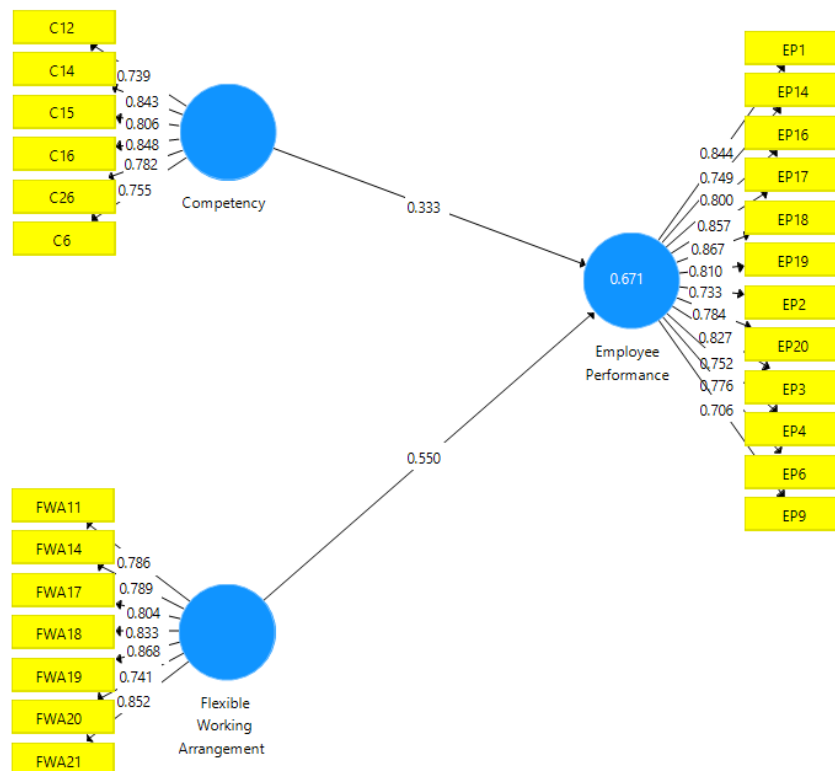 C12
C14
C15
C16
C26
C6
0.739
0.843
0.806
0.848
0.782
0.755
Competency
0.333
0.671
Employee
Performance
0.844
0.749
0.800
0.857
0.867
0.810
0.733
0.784
0.827
0.752
0.776
0.706
EP1
EP14
EP16
EP17
EP18
EP19
EP2
EP20
EP3
EP4
EP6
EP9
0.550
FWA11
FWA14
FWA17
FWA18
FWA19
FWA20
FWA21
0.786
0.789
0.804
0.833
0.868
0.741
0.852
Flexible
Working
Arrangement